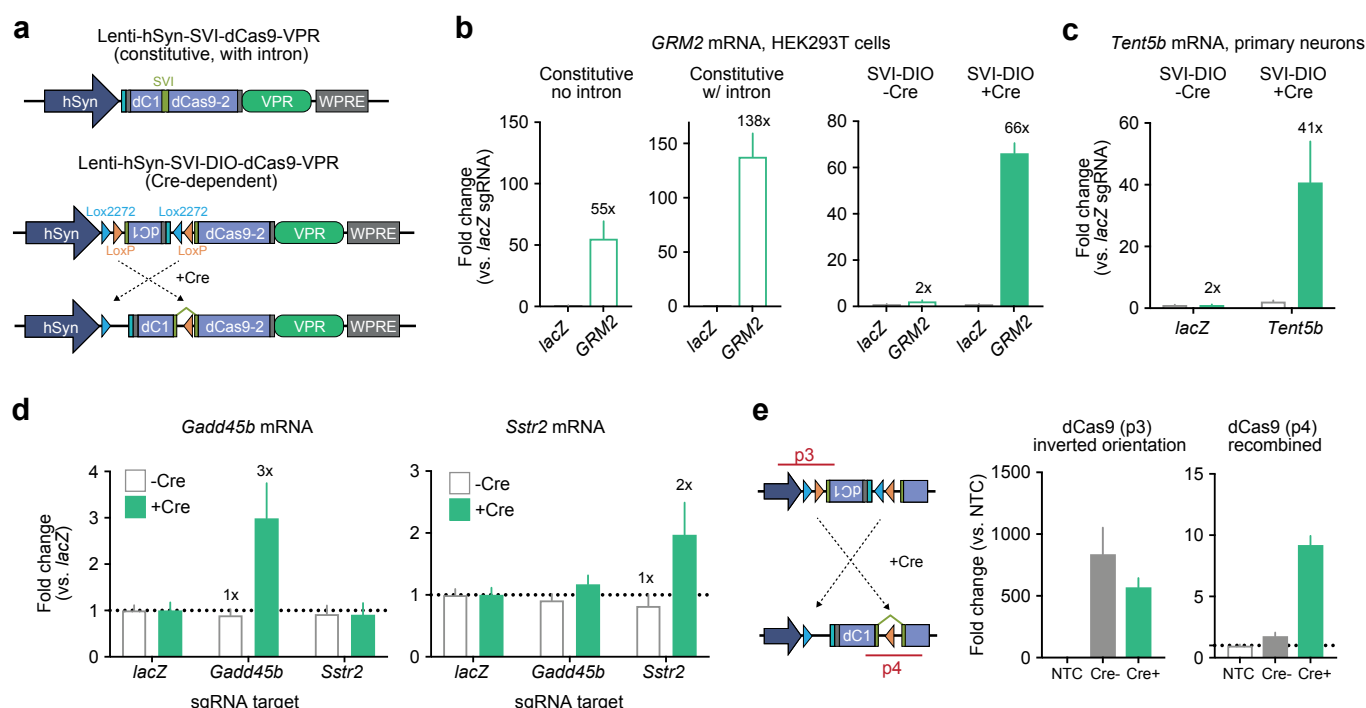 a
Lenti-hSyn-SVI-dCas9-VPR
(constitutive, with intron)
SVI
hSyn dC1 dCas9-2 VPR WPRE
Lenti-hSyn-SVI-DIO-dCas9-VPR
(Cre-dependent)
Lox2272 Lox2272
hSyn dC1 dCas9-2 VPR WPRE
LoxP LoxP
+Cre
hSyn dC1 dCas9-2 VPR WPRE
b
GRM2 mRNA, HEK293T cells
Constitutive
no intron
Fold change
(vs. lacZ sgRNA)
150
100
50
0
55x
lacZ GRM2
Constitutive
w/ intron
150
100
50
0
138x
lacZ GRM2
SVI-DIO
-Cre
SVI-DIO
+Cre
80
60
40
20
0
2x
66x
lacZ GRM2 lacZ GRM2
c
Tent5b mRNA, primary neurons
SVI-DIO
-Cre
SVI-DIO
+Cre
Fold change
(vs. lacZ sgRNA)
60
40
20
0
2x
41x
lacZ Tent5b
d
Gadd45b mRNA
Fold change
(vs. lacZ)
4
3
2
1
0
-Cre
+Cre
1x
3x
lacZ Gadd45b Sstr2
sgRNA target
Sstr2 mRNA
3
2
1
0
-Cre
+Cre
1x
2x
lacZ Gadd45b Sstr2
sgRNA target
e
p3
dC1
+Cre
dC1
p4
dCas9 (p3)
inverted orientation
Fold change (vs. NTC)
1500
1000
500
0
NTC Cre- Cre+
dCas9 (p4)
recombined
15
10
5
0
NTC Cre- Cre+